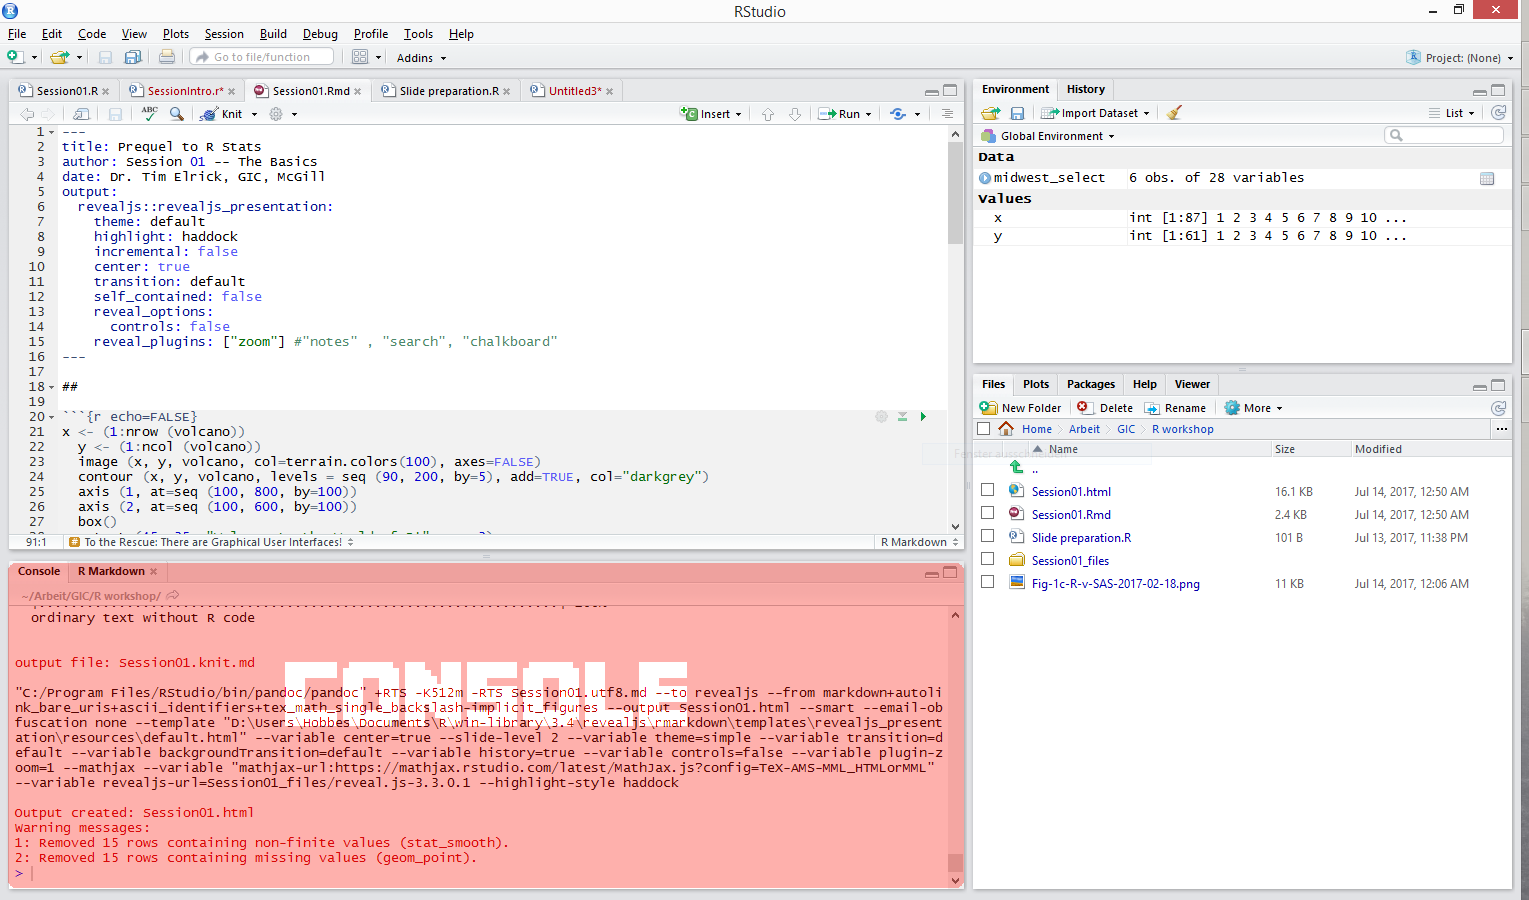 RStudio
File Edit Code View Plots Session Build Debug Profile Tools Help
Go to file/function Addins Project: (None)
Session01.R SessionIntro.r* Session01.Rmd Slide preparation.R Untitled3*
ABC Knit Insert Run
1 ---
2 title: Prequel to R Stats
3 author: Session 01 -- The Basics
4 date: Dr. Tim Elrick, GIC, McGill
5 output:
6 revealjs::revealjs_presentation:
7 theme: default
8 highlight: haddock
9 incremental: false
10 center: true
11 transition: default
12 self_contained: false
13 reveal_options:
14 controls: false
15 reveal_plugins: ["zoom"] #"notes" , "search", "chalkboard"
16 ---
17
18 ##
19
20 ```{r echo=FALSE}
21 x <- (1:nrow (volcano))
22 y <- (1:ncol (volcano))
23 image (x, y, volcano, col=terrain.colors(100), axes=FALSE)
24 contour (x, y, volcano, levels = seq (90, 200, by=5), add=TRUE, col="darkgrey")
25 axis (1, at=seq (100, 800, by=100))
26 axis (2, at=seq (100, 600, by=100))
27 box()
91:1 To the Rescue: There are Graphical User Interfaces! R Markdown
Console R Markdown
~/Arbeit/GIC/R workshop/
ordinary text without R code
output file: Session01.knit.md
CONSOLE
"C:/Program Files/RStudio/bin/pandoc/pandoc" +RTS -K512m -RTS Session01.utf8.md --to revealjs --from markdown+autoli
nk_bare_uris+ascii_identifiers+tex_math_single_backslash-implicit_figures --output Session01.html --smart --email-ob
fuscation none --template "D:\Users\Hobbes\Documents\R\win-library\3.4\revealjs\rmarkdown\templates\revealjs_present
ation\resources\default.html" --variable center=true --slide-level 2 --variable theme=simple --variable transition=d
efault --variable backgroundTransition=default --variable history=true --variable controls=false --variable plugin-z
oom=1 --mathjax --variable "mathjax-url:https://mathjax.rstudio.com/latest/MathJax.js?config=TeX-AMS-MML_HTMLorMML"
--variable revealjs-url=Session01_files/reveal.js-3.3.0.1 --highlight-style haddock
Output created: Session01.html
Warning messages:
1: Removed 15 rows containing non-finite values (stat_smooth).
2: Removed 15 rows containing missing values (geom_point).
>
Environment History
Import Dataset List
Global Environment
Data
midwest_select 6 obs. of 28 variables
Values
x int [1:87] 1 2 3 4 5 6 7 8 9 10 ...
y int [1:61] 1 2 3 4 5 6 7 8 9 10 ...
Files Plots Packages Help Viewer
New Folder Delete Rename More
Home Arbeit GIC R workshop ...
Name Size Modified
..
Session01.html 16.1 KB Jul 14, 2017, 12:50 AM
Session01.Rmd 2.4 KB Jul 14, 2017, 12:50 AM
Slide preparation.R 101 B Jul 13, 2017, 11:38 PM
Session01_files
Fig-1c-R-v-SAS-2017-02-18.png 11 KB Jul 14, 2017, 12:06 AM